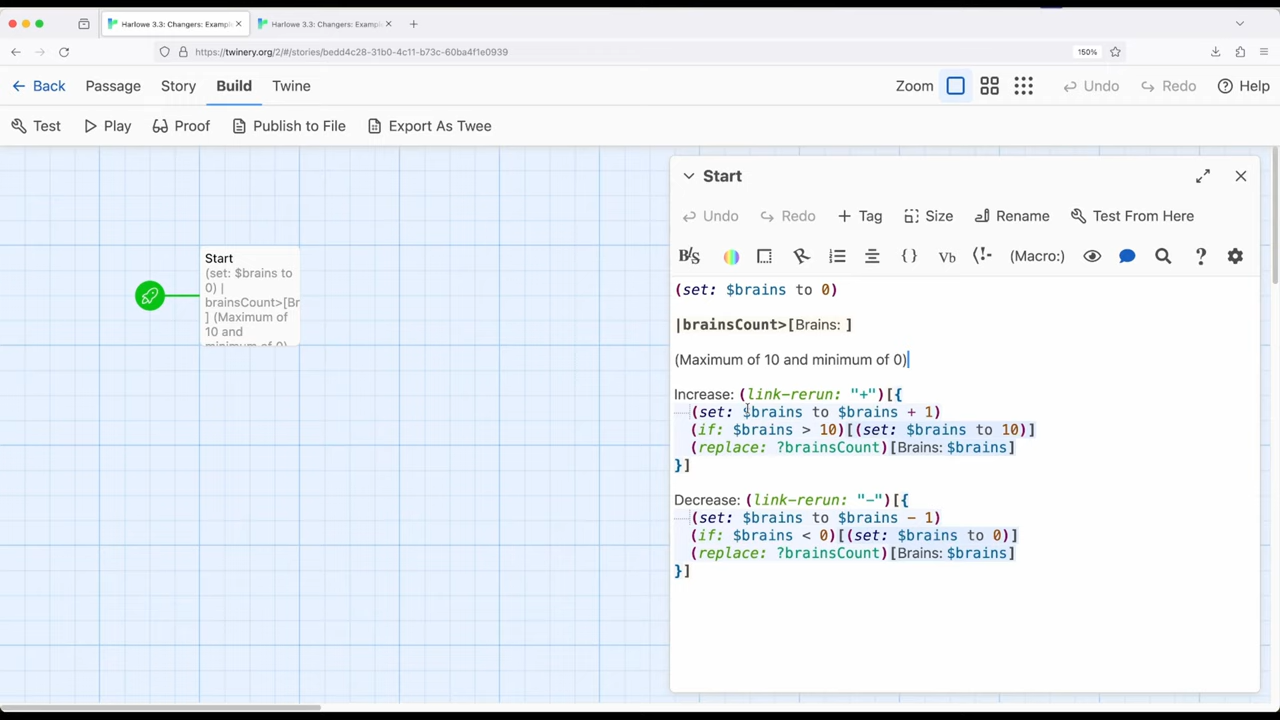 Harlowe 3.3: Changers: Exampl
Harlowe 3.3: Changers: Exampl
https://twinery.org/2/#/stories/bedd4c28-31b0-4c11-b73c-60ba4f1e0939
150%
Back Passage Story Build Twine
Zoom Undo Redo Help
Test Play Proof Publish to File Export As Twee
Start
(set: $brains to
0) |
brainsCount>[Br
] (Maximum of
10 and
minimum of 0)
Start
Undo Redo Tag Size Rename Test From Here
(Macro:)
(set: $brains to 0)
|brainsCount>[Brains: ]
(Maximum of 10 and minimum of 0)
Increase: (link-rerun: "+")[{
(set: $brains to $brains + 1)
(if: $brains > 10)[(set: $brains to 10)]
(replace: ?brainsCount)[Brains: $brains]
}]
Decrease: (link-rerun: "-")[{
(set: $brains to $brains - 1)
(if: $brains < 0)[(set: $brains to 0)]
(replace: ?brainsCount)[Brains: $brains]
}]